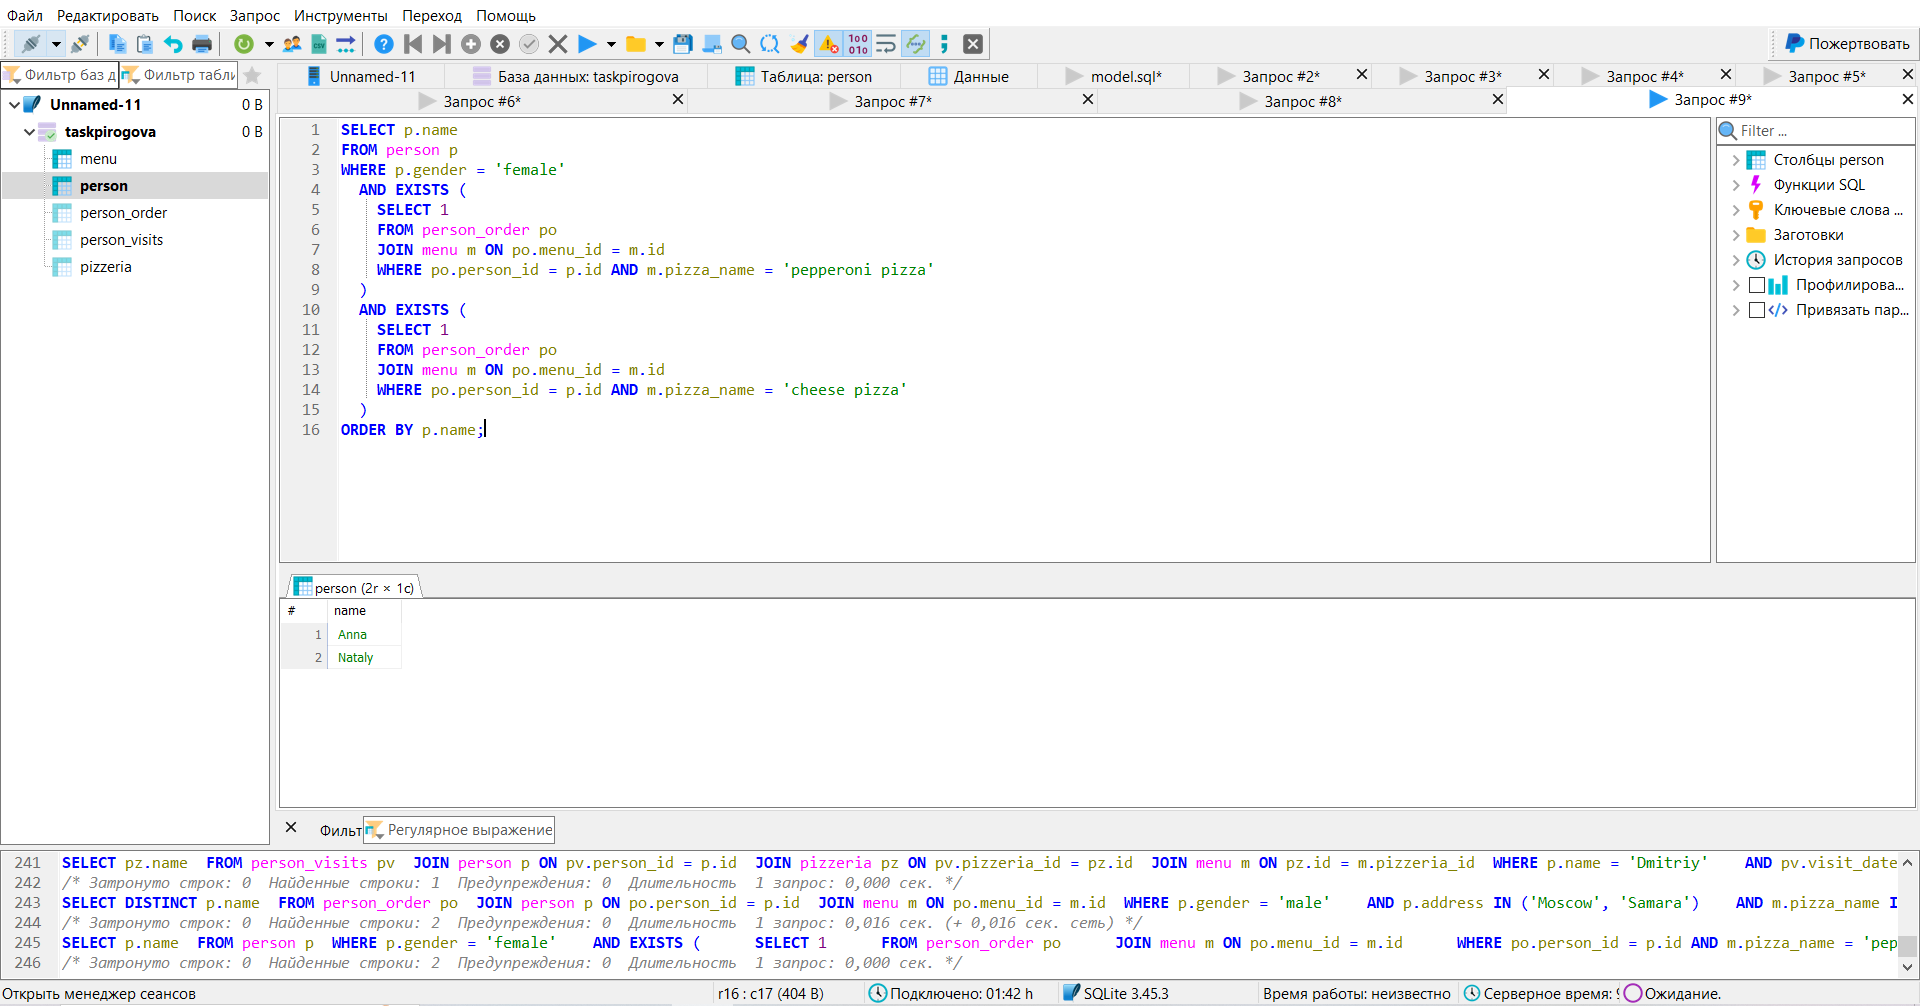 Файл Редактировать Поиск Запрос Инструменты Переход Помощь
Пожертвовать
Фильтр баз д Фильтр табли
Unnamed-11 База данных: taskpirogova Таблица: person Данные model.sql* Запрос #2* Запрос #3* Запрос #4* Запрос #5*
Запрос #6* Запрос #7* Запрос #8* Запрос #9*
Unnamed-11 0 B
taskpirogova 0 B
menu
person
person_order
person_visits
pizzeria
1 SELECT p.name
2 FROM person p
3 WHERE p.gender = 'female'
4 AND EXISTS (
5 SELECT 1
6 FROM person_order po
7 JOIN menu m ON po.menu_id = m.id
8 WHERE po.person_id = p.id AND m.pizza_name = 'pepperoni pizza'
9 )
10 AND EXISTS (
11 SELECT 1
12 FROM person_order po
13 JOIN menu m ON po.menu_id = m.id
14 WHERE po.person_id = p.id AND m.pizza_name = 'cheese pizza'
15 )
16 ORDER BY p.name;
Filter ...
Столбцы person
Функции SQL
Ключевые слова ...
Заготовки
История запросов
Профилирова...
Привязать пар...
person (2r × 1c)
# name
1 Anna
2 Nataly
Фильт Регулярное выражение
241 SELECT pz.name FROM person_visits pv JOIN person p ON pv.person_id = p.id JOIN pizzeria pz ON pv.pizzeria_id = pz.id JOIN menu m ON pz.id = m.pizzeria_id WHERE p.name = 'Dmitriy' AND pv.visit_date
242 /* Затронуто строк: 0 Найденные строки: 1 Предупреждения: 0 Длительность 1 запрос: 0,000 сек. */
243 SELECT DISTINCT p.name FROM person_order po JOIN person p ON po.person_id = p.id JOIN menu m ON po.menu_id = m.id WHERE p.gender = 'male' AND p.address IN ('Moscow', 'Samara') AND m.pizza_name I
244 /* Затронуто строк: 0 Найденные строки: 2 Предупреждения: 0 Длительность 1 запрос: 0,016 сек. (+ 0,016 сек. сеть) */
245 SELECT p.name FROM person p WHERE p.gender = 'female' AND EXISTS ( SELECT 1 FROM person_order po JOIN menu m ON po.menu_id = m.id WHERE po.person_id = p.id AND m.pizza_name = 'pep
246 /* Затронуто строк: 0 Найденные строки: 2 Предупреждения: 0 Длительность 1 запрос: 0,000 сек. */
Открыть менеджер сеансов r16 : c17 (404 B) Подключено: 01:42 h SQLite 3.45.3 Время работы: неизвестно Серверное время: Ожидание.